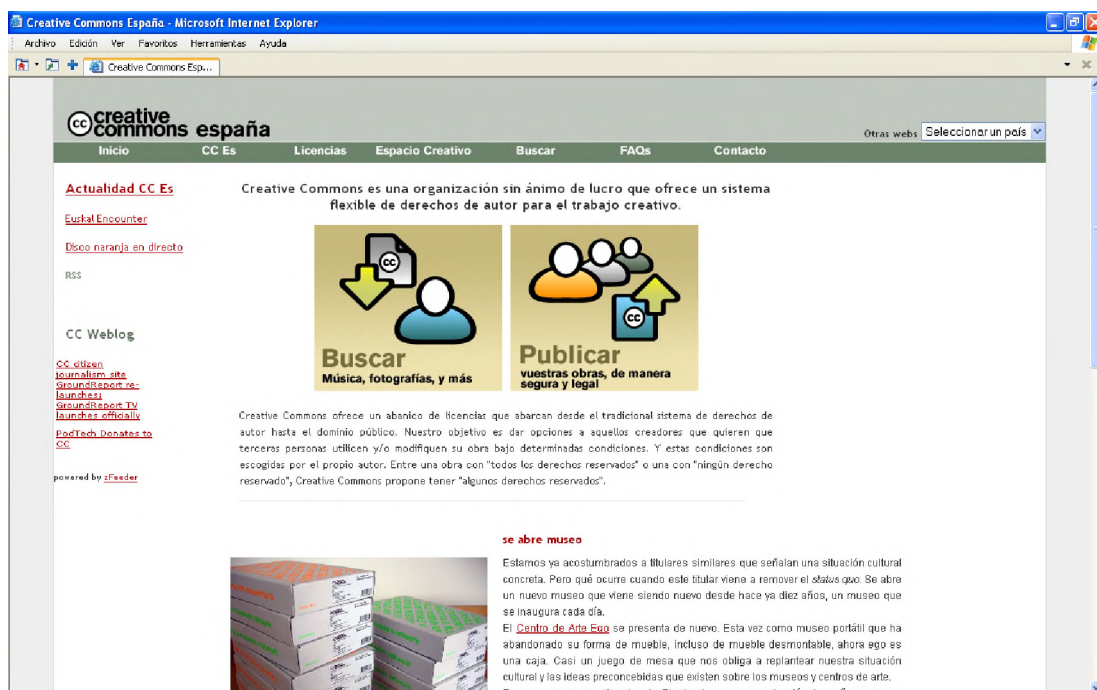 Creative Commons España - Microsoft Internet Explorer
Archivo Edición Ver Favoritos Herramientas Ayuda
Creative Commons Esp...
cc creative commons españa
Otras webs Seleccionar un país
Inicio CC Es Licencias Espacio Creativo Buscar FAQs Contacto
Actualidad CC Es
Euskal Encounter
Disco naranja en directo
RSS
CC Weblog
CC citizen
journalism site
GroundReport re-
launches;
GroundReport TV
launches officially
PodTech Donates to
CC
powered by zFeeder
Creative Commons es una organización sin ánimo de lucro que ofrece un sistema
flexible de derechos de autor para el trabajo creativo.
cc
Buscar
Música, fotografías, y más
cc
Publicar
vuestras obras, de manera
segura y legal
Creative Commons ofrece un abanico de licencias que abarcan desde el tradicional sistema de derechos de
autor hasta el dominio público. Nuestro objetivo es dar opciones a aquellos creadores que quieren que
terceras personas utilicen y/o modifiquen su obra bajo determinadas condiciones. Y estas condiciones son
escogidas por el propio autor. Entre una obra con "todos los derechos reservados" o una con "ningún derecho
reservado", Creative Commons propone tener "algunos derechos reservados".
se abre museo
Estamos ya acostumbrados a titulares similares que señalan una situación cultural
concreta. Pero qué ocurre cuando este titular viene a remover el status quo. Se abre
un nuevo museo que viene siendo nuevo desde hace ya diez años, un museo que
se inaugura cada día.
El Centro de Arte Ego se presenta de nuevo. Esta vez como museo portátil que ha
abandonado su forma de mueble, incluso de mueble desmontable, ahora ego es
una caja. Casi un juego de mesa que nos obliga a replantear nuestra situación
cultural y las ideas preconcebidas que existen sobre los museos y centros de arte.